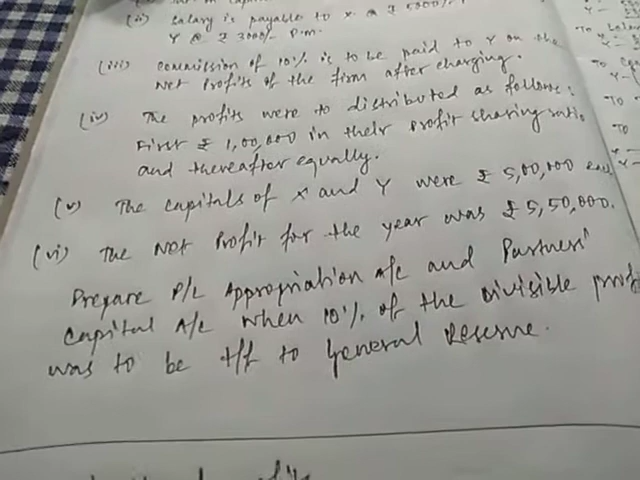 (ii) Salary is payable to X @ ₹ 5000/-
Y @ ₹ 3000/- P.m.
(iii) commission of 10% is to be paid to Y on the
Net Profits of the firm after charging.
(iv) The profits were to distributed as follows:
First ₹ 1,00,000 in their profit sharing ratio
and thereafter equally.
(v) The capitals of X and Y were ₹ 5,00,000 each
(vi) The Net Profit for the year was ₹ 5,50,000.
Prepare P/L Appropriation A/c and Partners'
Capital A/c when 10% of the divisible profit
was to be t/f to General Reserve.